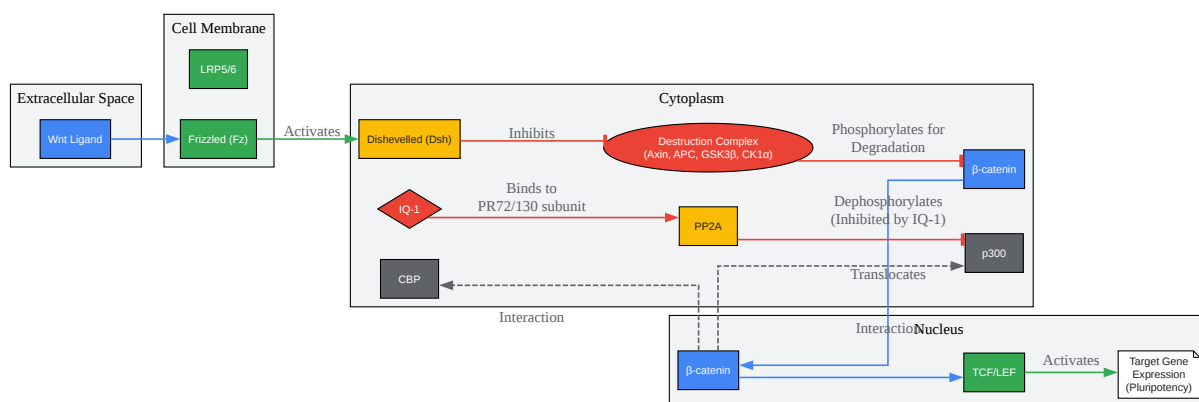 Cell Membrane
LRP5/6
Extracellular Space
Wnt Ligand
Frizzled (Fz)
Activates
Cytoplasm
Dishevelled (Dsh)
Inhibits
Destruction Complex
(Axin, APC, GSK3β, CK1α)
Phosphorylates for
Degradation
β-catenin
IQ-1
Binds to
PR72/130 subunit
PP2A
Dephosphorylates
(Inhibited by IQ-1)
p300
CBP
Translocates
Interaction
Interaction
Nucleus
β-catenin
TCF/LEF
Activates
Target Gene
Expression
(Pluripotency)